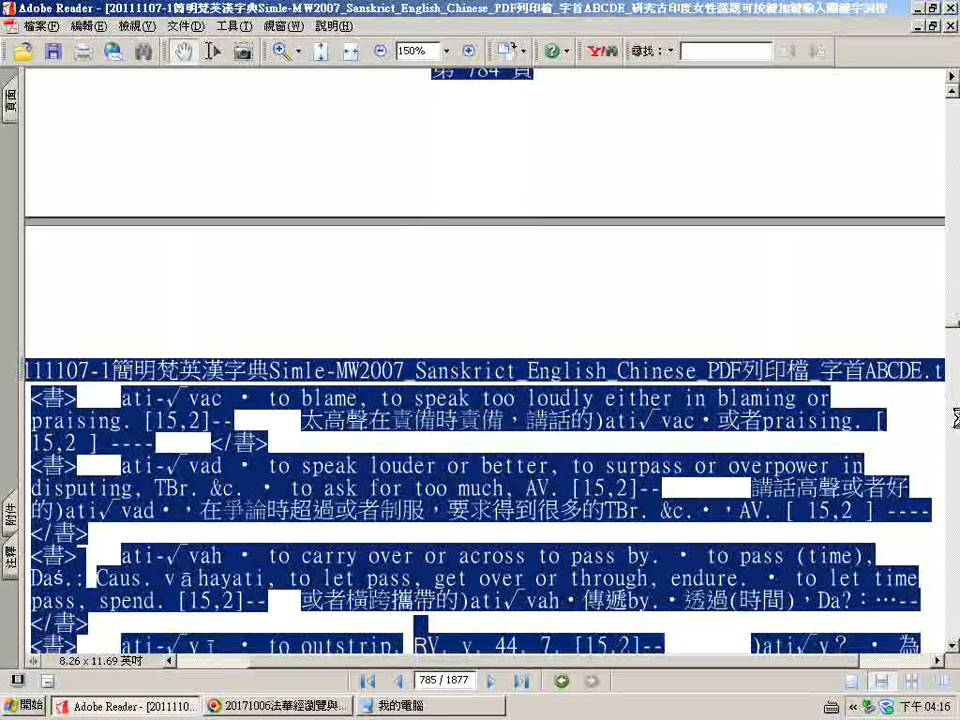 Adobe Reader - [20111107-1簡明梵英漢字典Simle-MW2007_Sanskrict_English_Chinese_PDF列印檔_字首ABCDE_研究古印度女性議題可按
檔案(F) 編輯(E) 檢視(V) 文件(D) 工具(T) 視窗(W) 說明(H)
150% Y! 尋找：
頁面
第 784 頁
111107-1簡明梵英漢字典Simle-MW2007_Sanskrict_English_Chinese_PDF列印檔_字首ABCDE.t
<書> ati-√vac • to blame, to speak too loudly either in blaming or
praising. [15,2]-- 太高聲在責備時責備，講話的)ati√vac•或者praising. [
15,2 ] ---- </書>
<書> ati-√vad • to speak louder or better, to surpass or overpower in
disputing, TBr. &c. • to ask for too much, AV. [15,2]-- 講話高聲或者好
的)ati√vad•，在爭論時超過或者制服，要求得到很多的TBr. &c.•，AV. [ 15,2 ] ----
</書>
<書> ati-√vah • to carry over or across to pass by. • to pass (time),
Daś.: Caus. vāhayati, to let pass, get over or through, endure. • to let time
pass, spend. [15,2]-- 或者橫跨攜帶的)ati√vah•傳遞by.•透過(時間)，Da?：…--
</書>
<書> ati-√vī • to outstrip, RV. v, 44, 7. [15,2]-- )ati√v? • 為
附件
注釋
8.26 x 11.69 英吋
785 / 1877
開始 Adobe Reader - [2011110... 20171006法華經瀏覽與... 我的電腦 下午 04:16